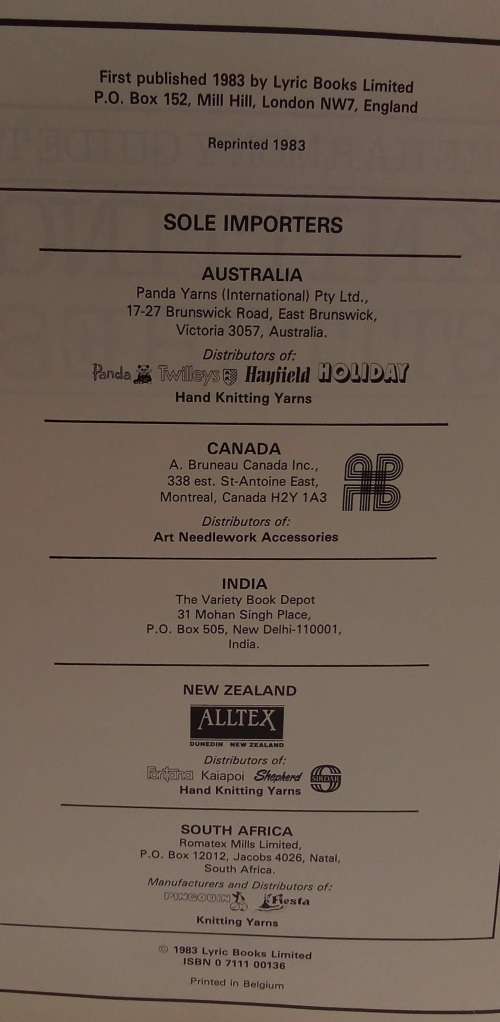 First published 1983 by Lyric Books Limited
P.O. Box 152, Mill Hill, London NW7, England
Reprinted 1983
SOLE IMPORTERS
AUSTRALIA
Panda Yarns (International) Pty Ltd.,
17-27 Brunswick Road, East Brunswick,
Victoria 3057, Australia.
Distributors of:
Panda Twilleys Hayfield HOLIDAY
Hand Knitting Yarns
CANADA
A. Bruneau Canada Inc.,
338 est. St-Antoine East,
Montreal, Canada H2Y 1A3
Distributors of:
Art Needlework Accessories
INDIA
The Variety Book Depot
31 Mohan Singh Place,
P.O. Box 505, New Delhi-110001,
India.
NEW ZEALAND
ALLTEX
DUNEDIN NEW ZEALAND
Distributors of:
Fontana Kaiapoi Shepherd SIRDAR
Hand Knitting Yarns
SOUTH AFRICA
Romatex Mills Limited,
P.O. Box 12012, Jacobs 4026, Natal,
South Africa.
Manufacturers and Distributors of:
PINGOUIN Fiesta
Knitting Yarns
© 1983 Lyric Books Limited
ISBN 0 7111 00136
Printed in Belgium